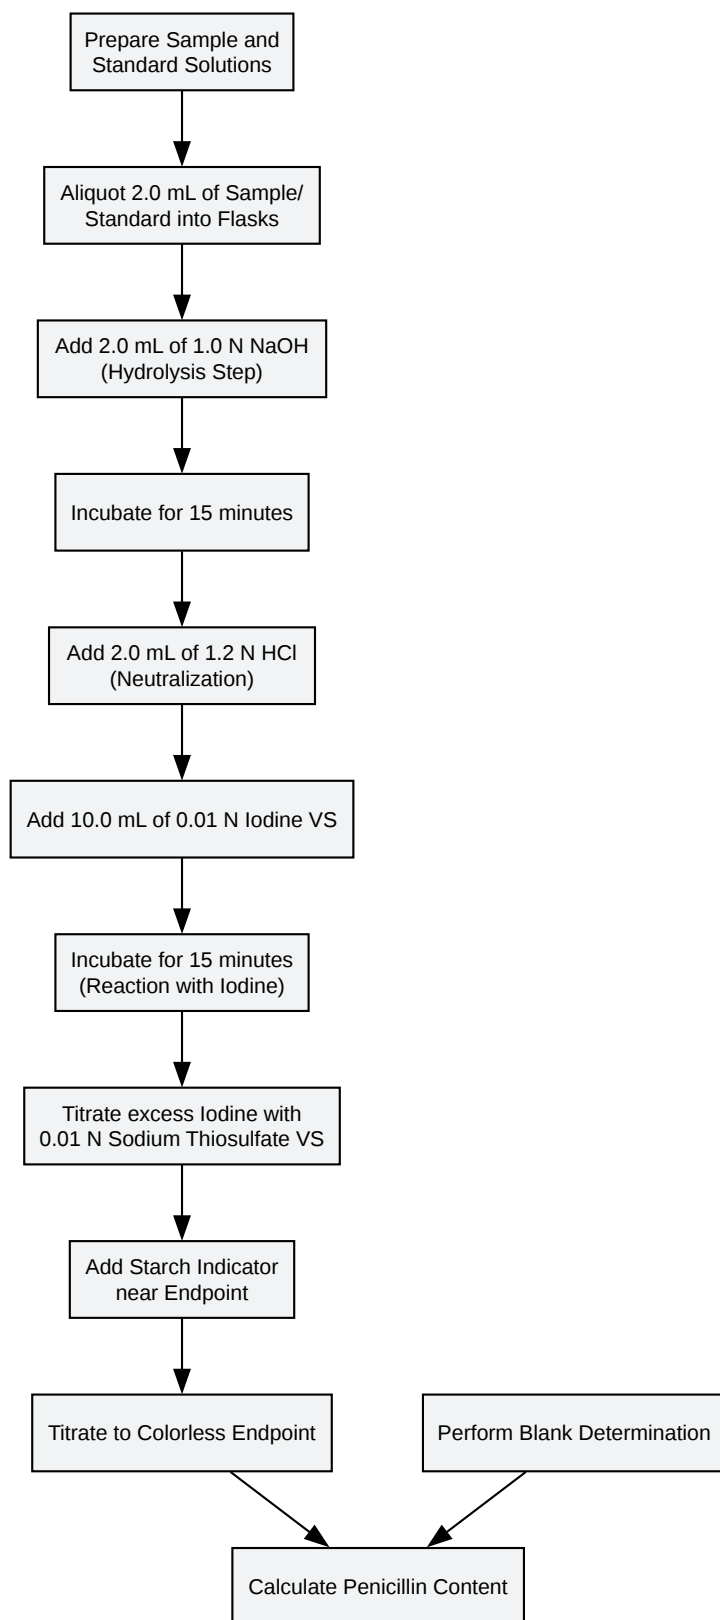 Prepare Sample and
Standard Solutions
Aliquot 2.0 mL of Sample/
Standard into Flasks
Add 2.0 mL of 1.0 N NaOH
(Hydrolysis Step)
Incubate for 15 minutes
Add 2.0 mL of 1.2 N HCl
(Neutralization)
Add 10.0 mL of 0.01 N Iodine VS
Incubate for 15 minutes
(Reaction with Iodine)
Titrate excess Iodine with
0.01 N Sodium Thiosulfate VS
Add Starch Indicator
near Endpoint
Titrate to Colorless Endpoint
Perform Blank Determination
Calculate Penicillin Content